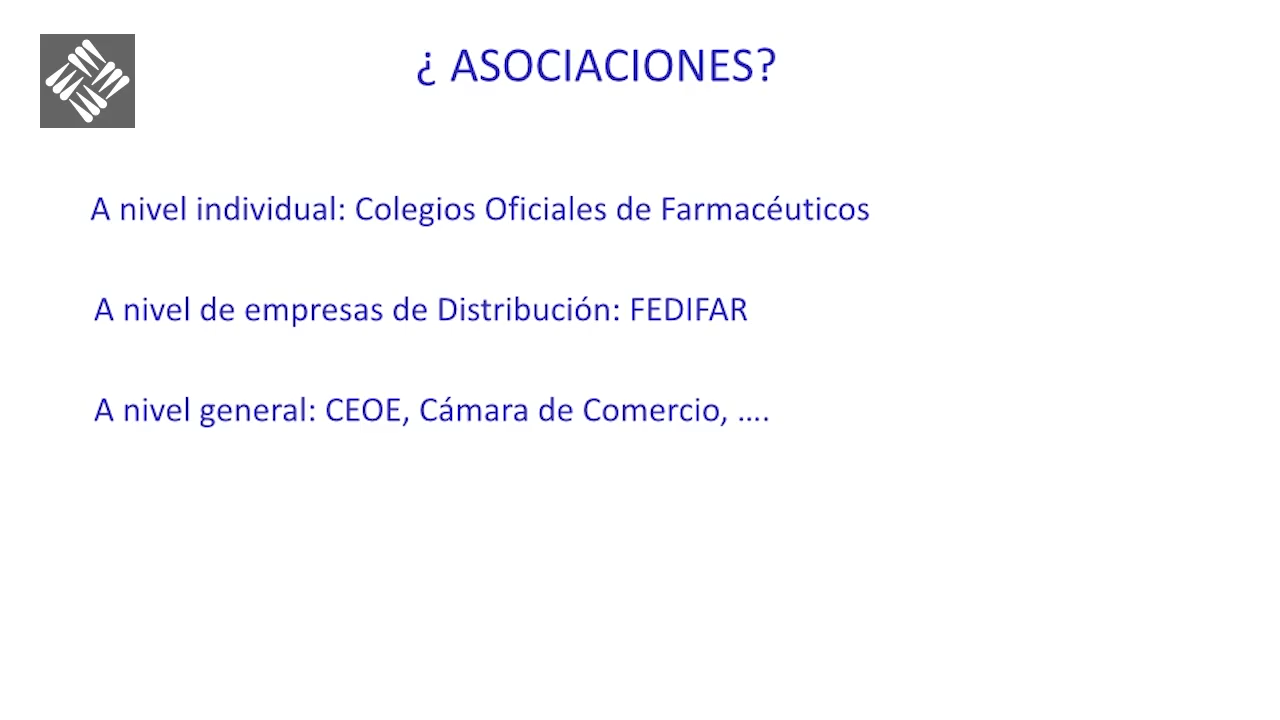 ¿ ASOCIACIONES?
A nivel individual: Colegios Oficiales de Farmacéuticos
A nivel de empresas de Distribución: FEDIFAR
A nivel general: CEOE, Cámara de Comercio, ....